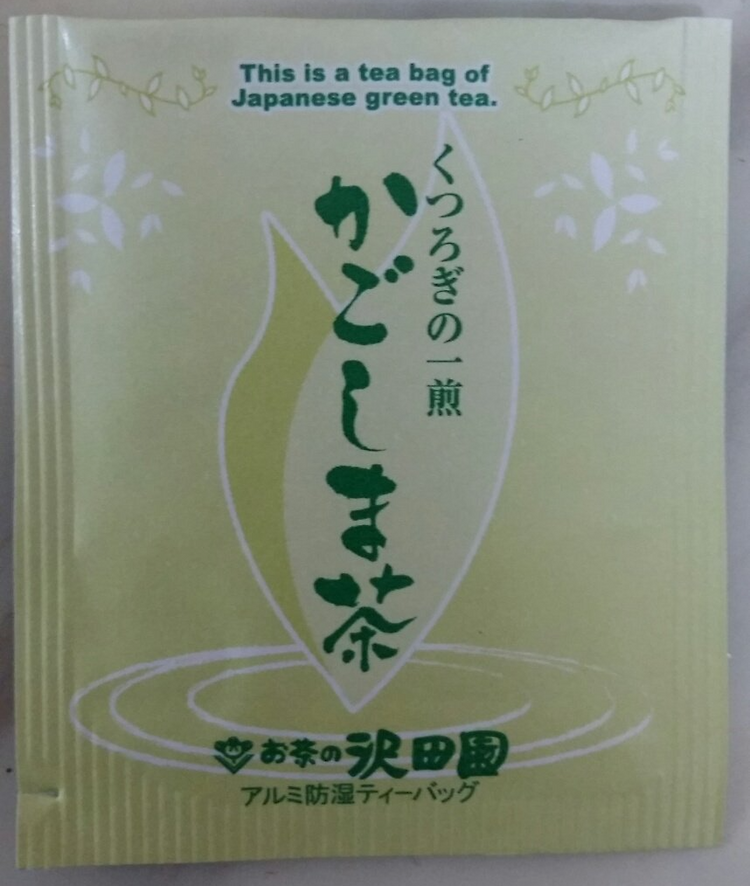 This is a tea bag of
Japanese green tea.
くつろぎの一煎
かごしま茶
お茶の沢田園
アルミ防湿ティーバッグ